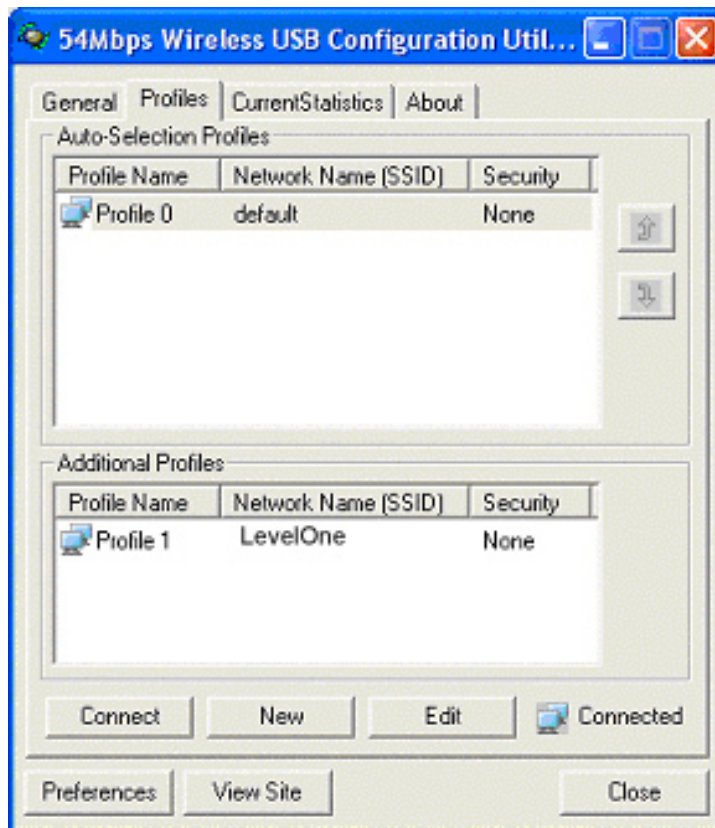 54Mbps Wireless USB Configuration Util...
General Profiles CurrentStatistics About
Auto-Selection Profiles
Profile Name Network Name (SSID) Security
Profile 0 default None
Additional Profiles
Profile Name Network Name (SSID) Security
Profile 1 LevelOne None
Connect New Edit Connected
Preferences View Site Close